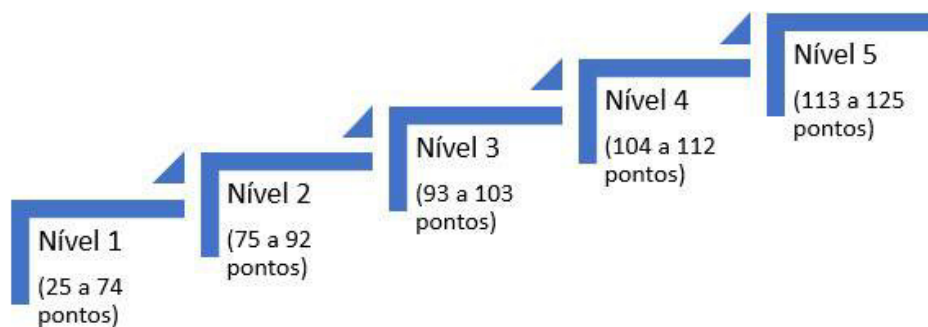 Nível 1
(25 a 74
pontos)
Nível 2
(75 a 92
pontos)
Nível 3
(93 a 103
pontos)
Nível 4
(104 a 112
pontos)
Nível 5
(113 a 125
pontos)